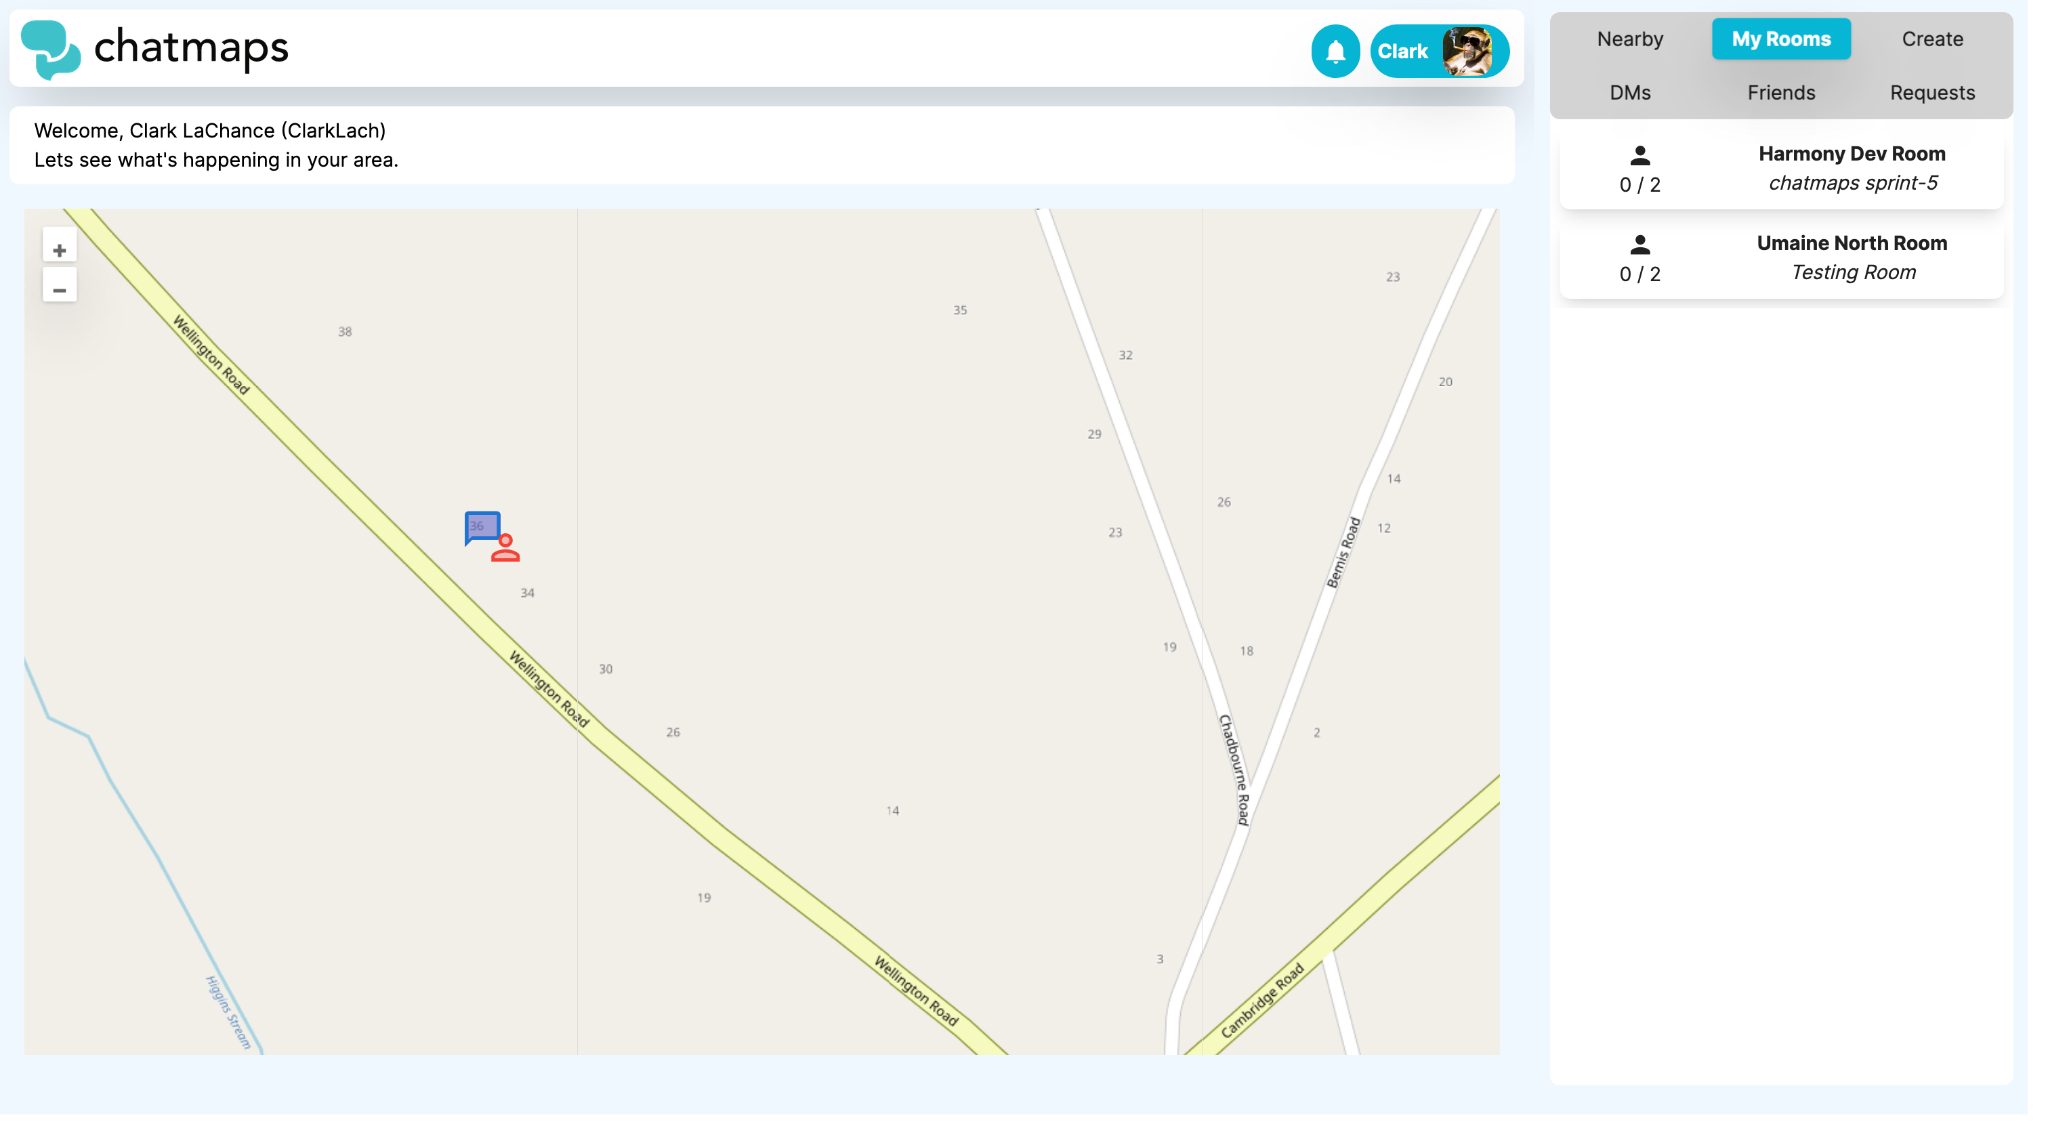 chatmaps
Clark
Welcome, Clark LaChance (ClarkLach)
Lets see what's happening in your area.
+
–
38
35
32
23
20
29
14
26
12
23
36
34
19
18
30
26
2
14
19
3
Wellington Road
Wellington Road
Wellington Road
Chadbourne Road
Bemis Road
Cambridge Road
Higgins Stream
Nearby
My Rooms
Create
DMs
Friends
Requests
Harmony Dev Room
0 / 2
chatmaps sprint-5
Umaine North Room
0 / 2
Testing Room